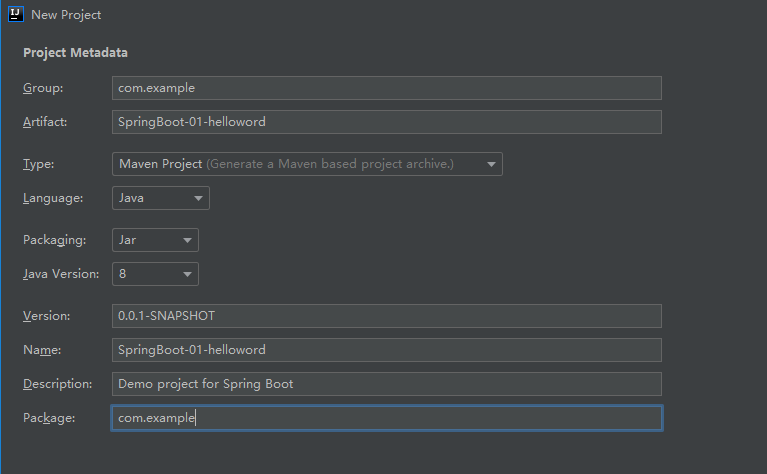 IJ New Project
Project Metadata
Group: com.example
Artifact: SpringBoot-01-helloword
Type: Maven Project (Generate a Maven based project archive.)
Language: Java
Packaging: Jar
Java Version: 8
Version: 0.0.1-SNAPSHOT
Name: SpringBoot-01-helloword
Description: Demo project for Spring Boot
Package: com.example